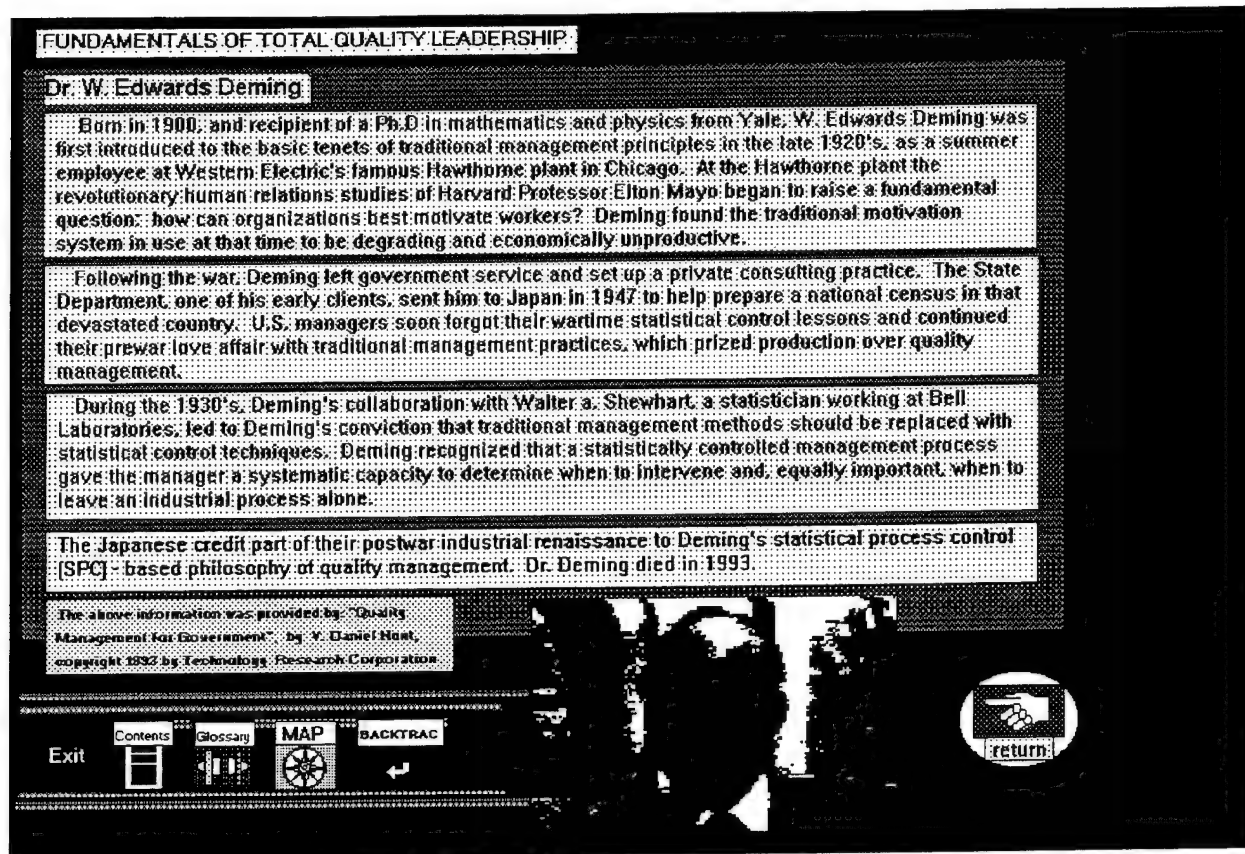 FUNDAMENTALS OF TOTAL QUALITY LEADERSHIP
Dr. W. Edwards Deming
Born in 1900, and recipient of a Ph.D in mathematics and physics from Yale, W. Edwards Deming was
first introduced to the basic tenets of traditional management principles in the late 1920's, as a summer
employee at Western Electric's famous Hawthorne plant in Chicago. At the Hawthorne plant the
revolutionary human relations studies of Harvard Professor Elton Mayo began to raise a fundamental
question: how can organizations best motivate workers? Deming found the traditional motivation
system in use at that time to be degrading and economically unproductive.
Following the war, Deming left government service and set up a private consulting practice. The State
Department, one of his early clients, sent him to Japan in 1947 to help prepare a national census in that
devastated country. U.S. managers soon forgot their wartime statistical control lessons and continued
their prewar love affair with traditional management practices, which prized production over quality
management.
During the 1930's, Deming's collaboration with Walter a. Shewhart, a statistician working at Bell
Laboratories, led to Deming's conviction that traditional management methods should be replaced with
statistical control techniques. Deming recognized that a statistically controlled management process
gave the manager a systematic capacity to determine when to intervene and, equally important, when to
leave an industrial process alone.
The Japanese credit part of their postwar industrial renaissance to Deming's statistical process control
[SPC] - based philosophy of quality management. Dr. Deming died in 1993.
The above information was provided by "Quality
Management for Government", by V. Daniel Hunt,
copyright 1993 by Technology Research Corporation
Exit
Contents
Glossary
MAP
BACKTRAC
return